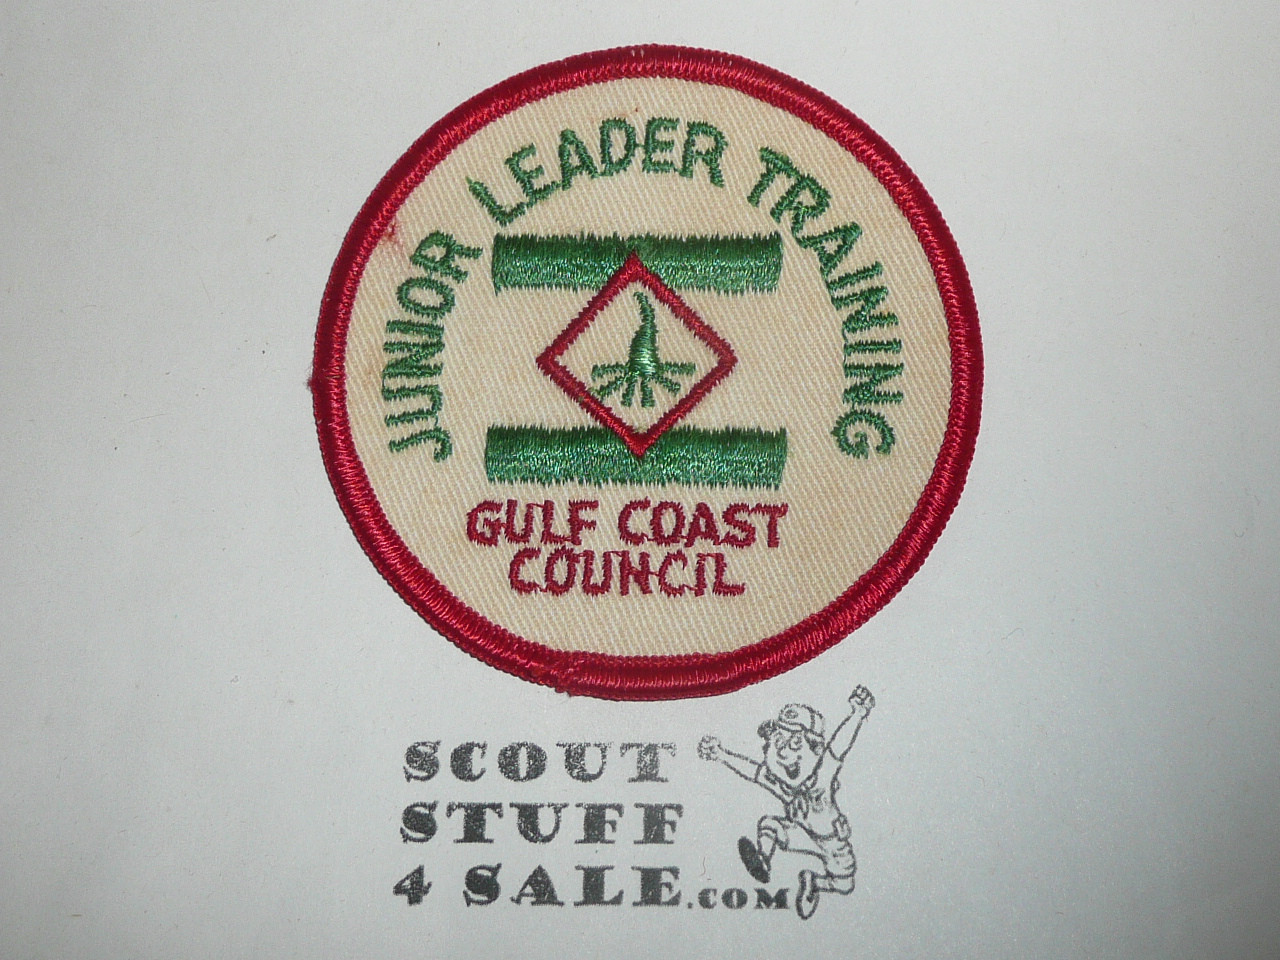 JUNIOR LEADER TRAINING
GULF COAST
COUNCIL
SCOUT
STUFF
4 SALE.COM